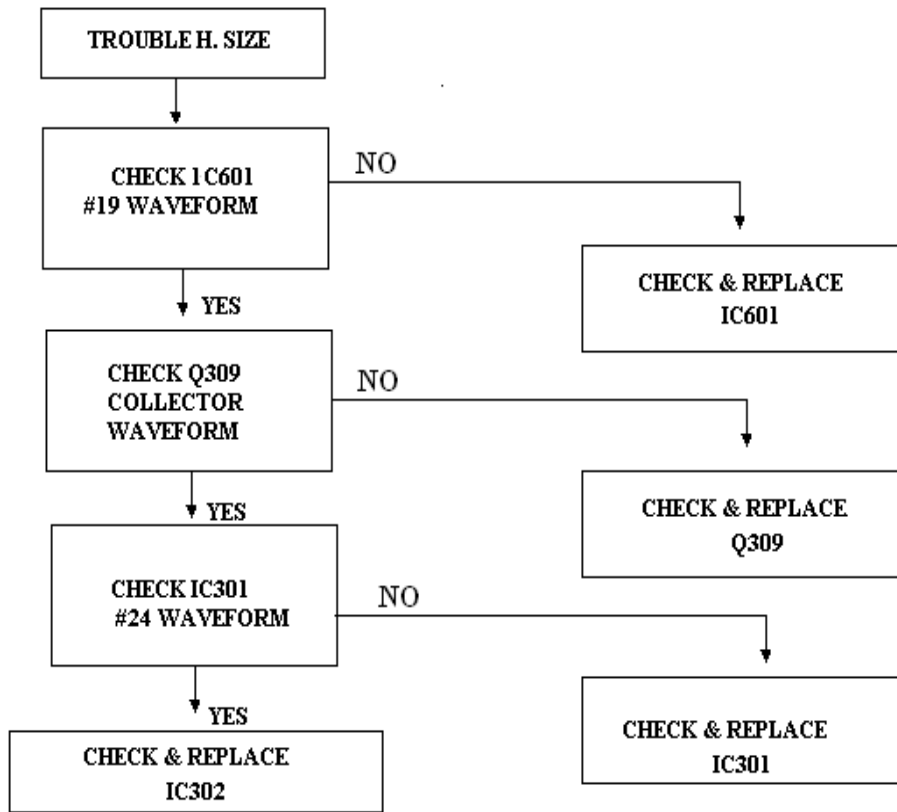 TROUBLE H. SIZE
CHECK 1C601
#19 WAVEFORM
NO
CHECK & REPLACE
IC601
YES
CHECK Q309
COLLECTOR
WAVEFORM
NO
CHECK & REPLACE
Q309
YES
CHECK IC301
#24 WAVEFORM
NO
CHECK & REPLACE
IC301
YES
CHECK & REPLACE
IC302